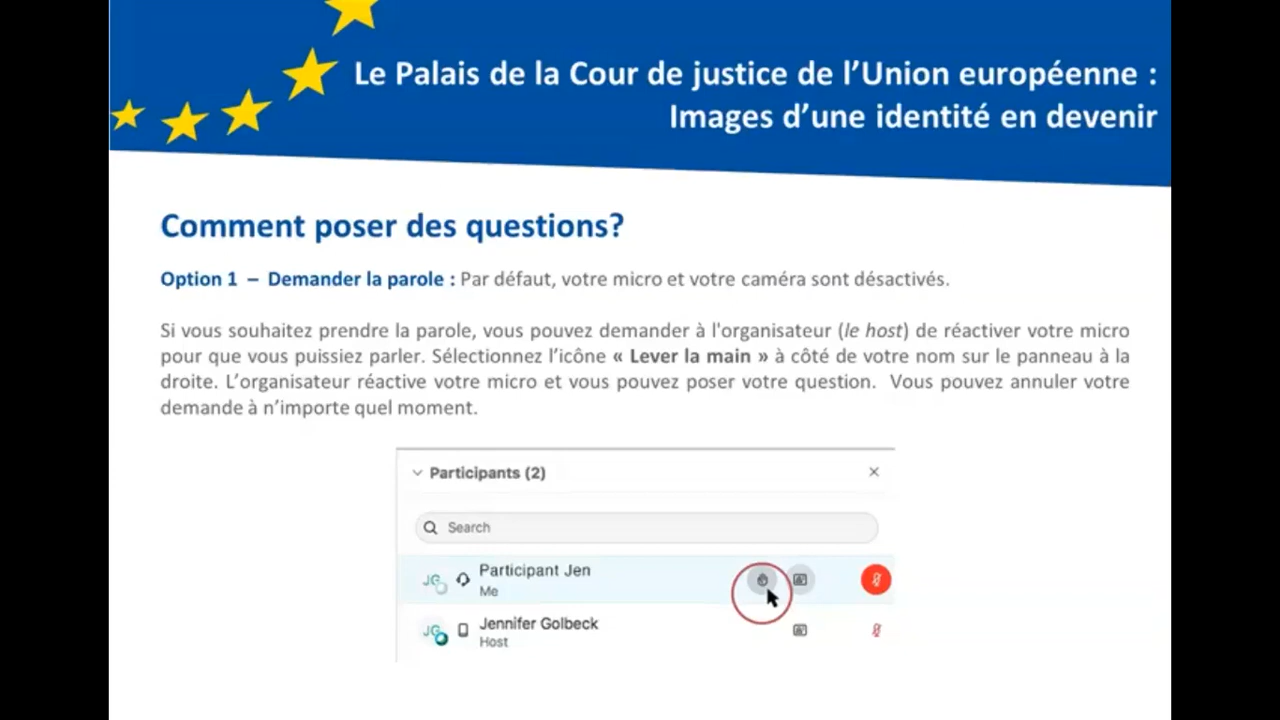 Le Palais de la Cour de justice de l’Union européenne :
Images d’une identité en devenir
Comment poser des questions?
Option 1 – Demander la parole : Par défaut, votre micro et votre caméra sont désactivés.
Si vous souhaitez prendre la parole, vous pouvez demander à l'organisateur (le host) de réactiver votre micro
pour que vous puissiez parler. Sélectionnez l’icône « Lever la main » à côté de votre nom sur le panneau à la
droite. L’organisateur réactive votre micro et vous pouvez poser votre question. Vous pouvez annuler votre
demande à n’importe quel moment.
Participants (2)
Search
JG Participant Jen
Me
JG Jennifer Golbeck
Host